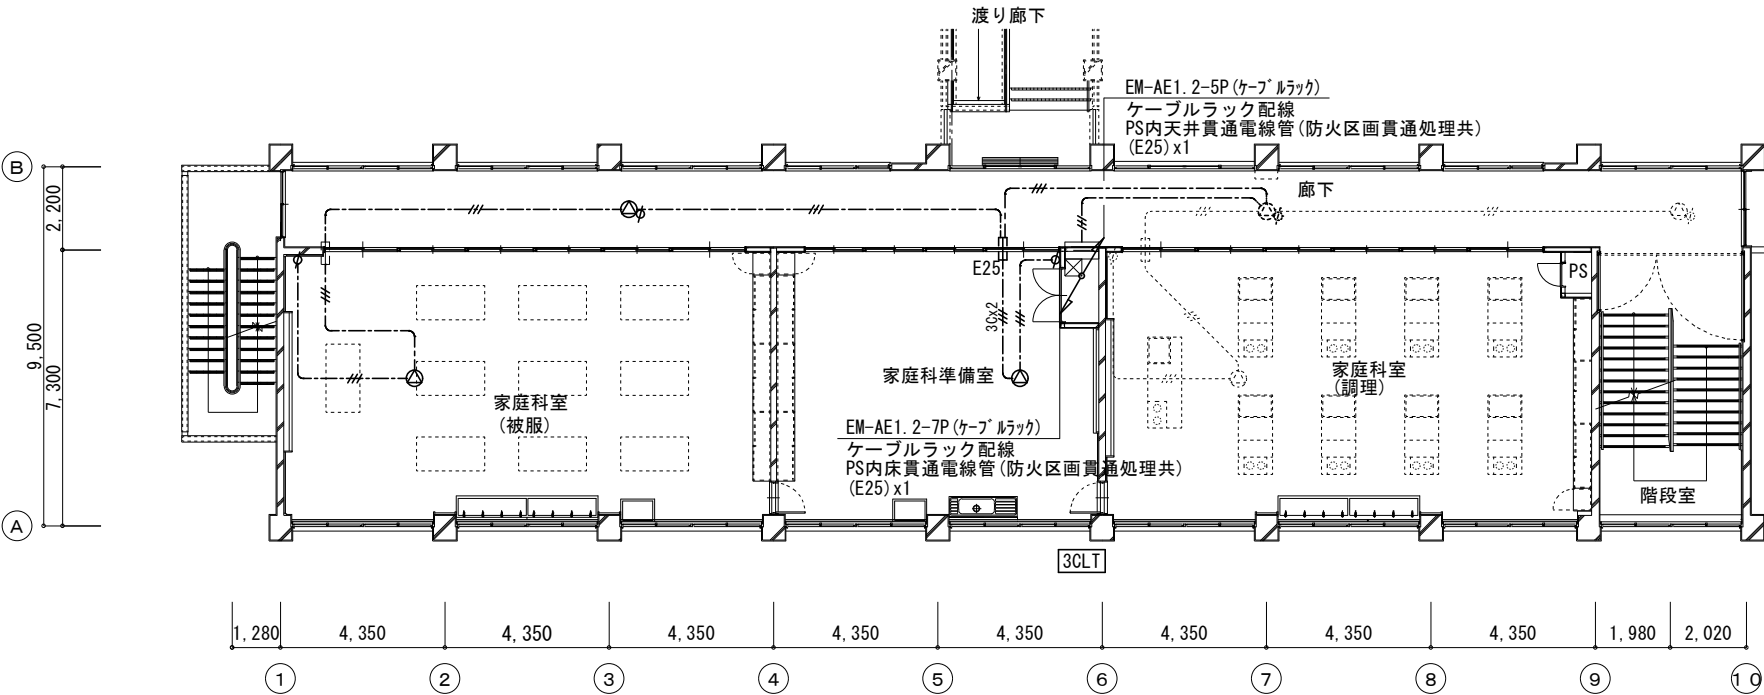 渡り廊下
EM-AE1.2-5P(ケーブルラック)
ケーブルラック配線
PS内天井貫通電線管(防火区画貫通処理共)
(E25)x1
B
2,200
9,500
7,300
A
廊下
E25
3Cx2
PS
家庭科室
(被服)
家庭科準備室
家庭科室
(調理)
EM-AE1.2-7P(ケーブルラック)
ケーブルラック配線
PS内床貫通電線管(防火区画貫通処理共)
(E25)x1
階段室
3CLT
1,280 4,350 4,350 4,350 4,350 4,350 4,350 4,350 4,350 1,980 2,020
1 2 3 4 5 6 7 8 9 10